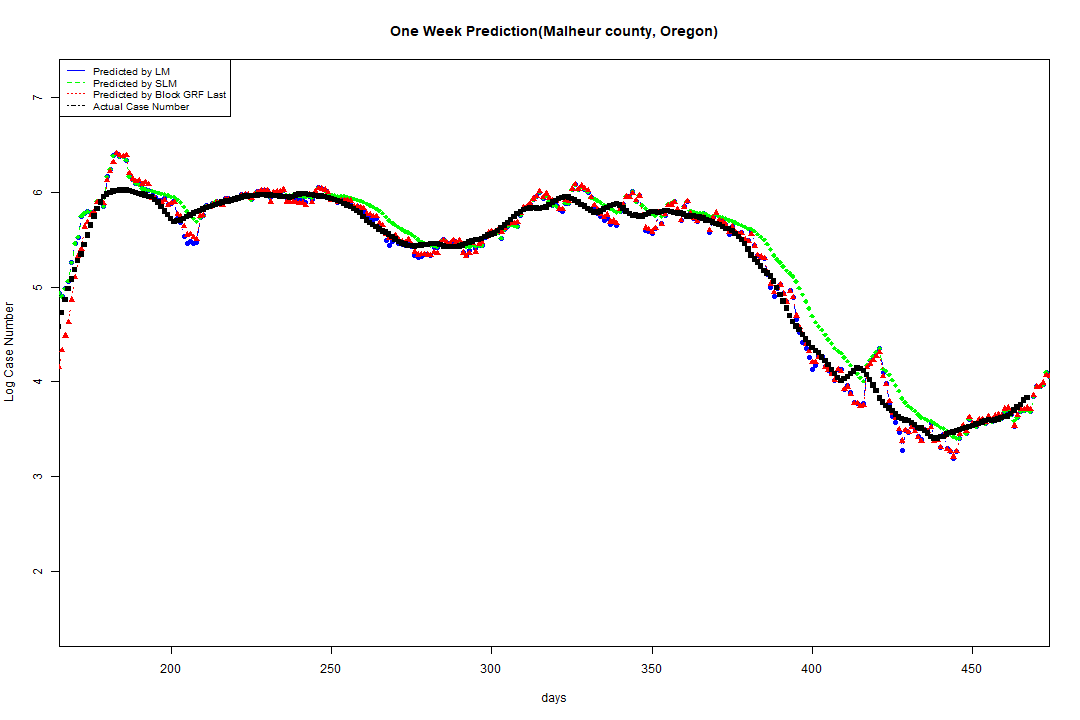 One Week Prediction(Malheur county, Oregon)
Predicted by LM
Predicted by SLM
Predicted by Block GRF Last
Actual Case Number
7
6
5
4
3
2
Log Case Number
200
250
300
350
400
450
days